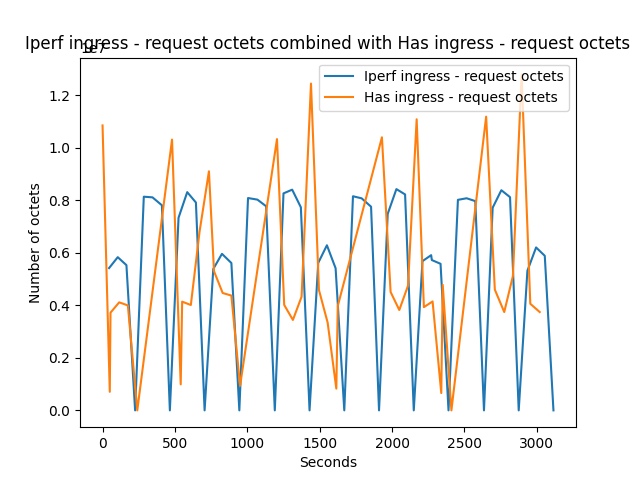 Iperf ingress - request octets combined with Has ingress - request octets
1e7
Iperf ingress - request octets
Has ingress - request octets
1.2
1.0
0.8
0.6
0.4
0.2
0.0
Number of octets
0 500 1000 1500 2000 2500 3000
Seconds